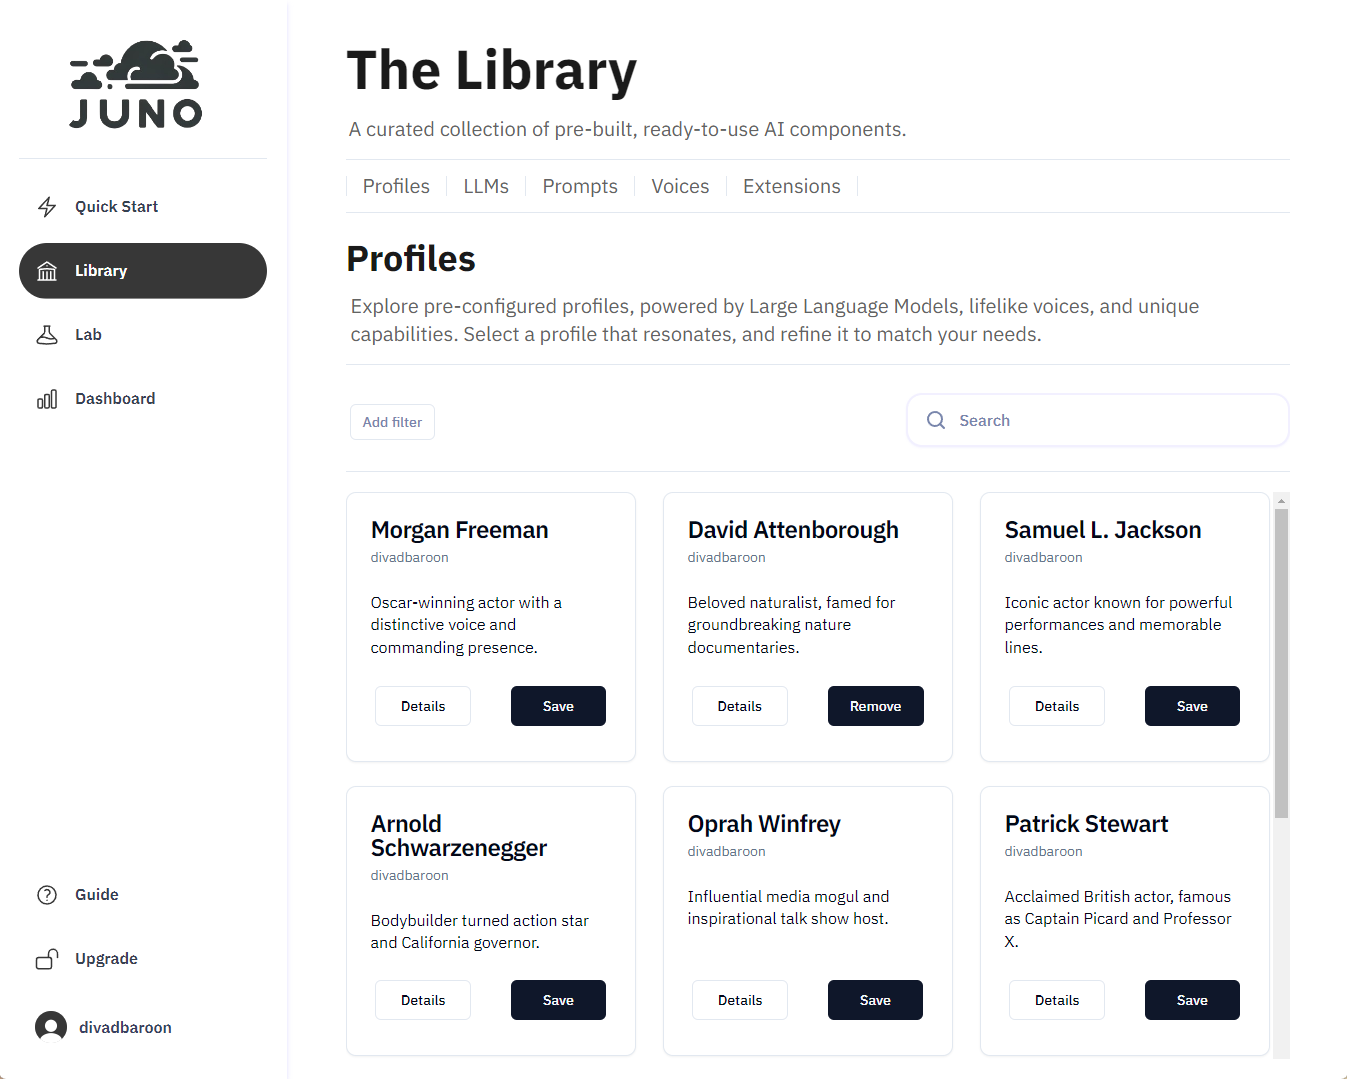 JUNO
Quick Start
Library
Lab
Dashboard
Guide
Upgrade
divadbaroon
The Library
A curated collection of pre-built, ready-to-use AI components.
Profiles
LLMs
Prompts
Voices
Extensions
Profiles
Explore pre-configured profiles, powered by Large Language Models, lifelike voices, and unique
capabilities. Select a profile that resonates, and refine it to match your needs.
Add filter
Search
Morgan Freeman
divadbaroon
Oscar-winning actor with a
distinctive voice and
commanding presence.
Details
Save
David Attenborough
divadbaroon
Beloved naturalist, famed for
groundbreaking nature
documentaries.
Details
Remove
Samuel L. Jackson
divadbaroon
Iconic actor known for powerful
performances and memorable
lines.
Details
Save
Arnold
Schwarzenegger
divadbaroon
Bodybuilder turned action star
and California governor.
Details
Save
Oprah Winfrey
divadbaroon
Influential media mogul and
inspirational talk show host.
Details
Save
Patrick Stewart
divadbaroon
Acclaimed British actor, famous
as Captain Picard and Professor
X.
Details
Save